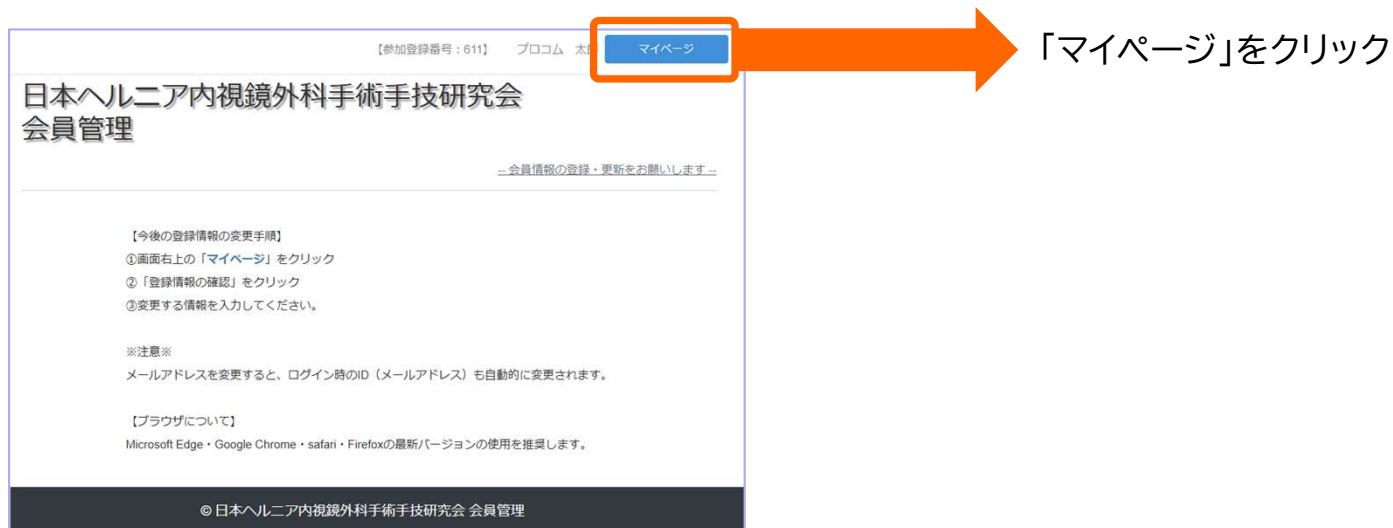 【参加登録番号：611】 プロコム 太 マイページ
「マイページ」をクリック
日本ヘルニア内視鏡外科手術手技研究会
会員管理
-- 会員情報の登録・更新をお願いします --
【今後の登録情報の変更手順】
①画面右上の「マイページ」をクリック
②「登録情報の確認」をクリック
③変更する情報を入力してください。
※注意※
メールアドレスを変更すると、ログイン時のID（メールアドレス）も自動的に変更されます。
【ブラウザについて】
Microsoft Edge・Google Chrome・safari・Firefoxの最新バージョンの使用を推奨します。
© 日本ヘルニア内視鏡外科手術手技研究会 会員管理